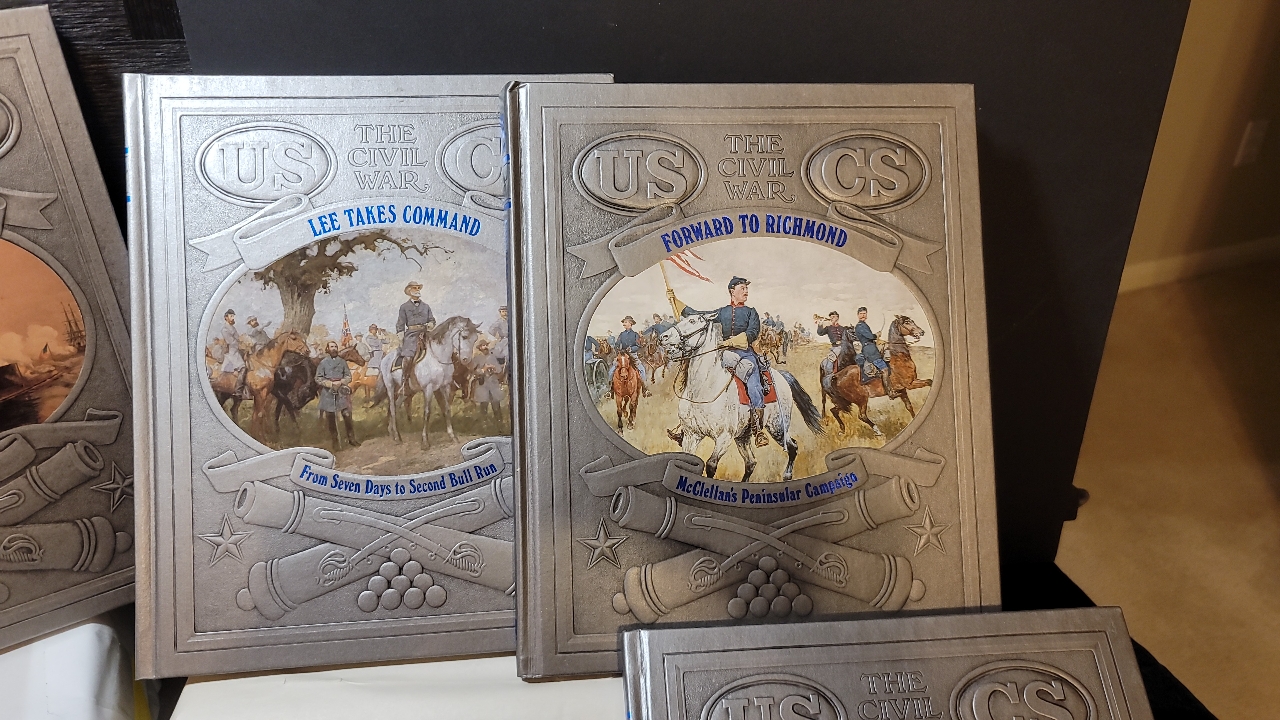 US
THE
CIVIL
WAR
C
LEE TAKES COMMAND
From Seven Days to Second Bull Run
US
THE
CIVIL
WAR
CS
FORWARD TO RICHMOND
McClellan's Peninsular Campaign
US
THE
CIVIL
CS